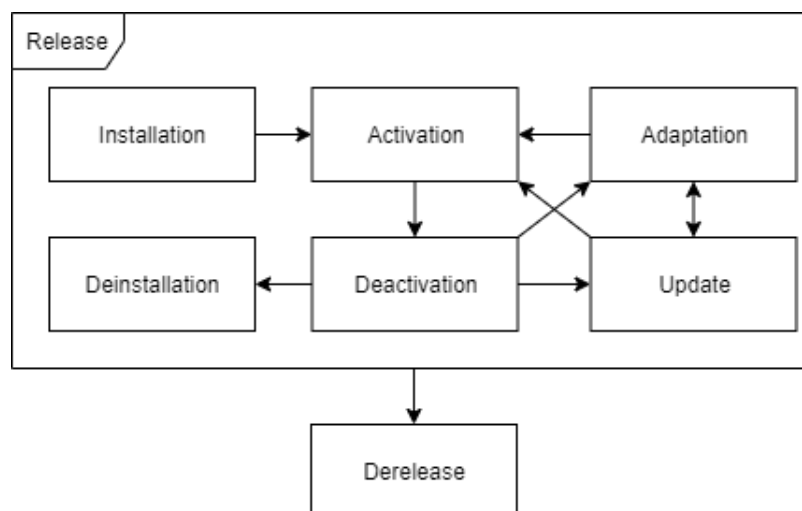 Release
Installation
Activation
Adaptation
Deinstallation
Deactivation
Update
Derelease